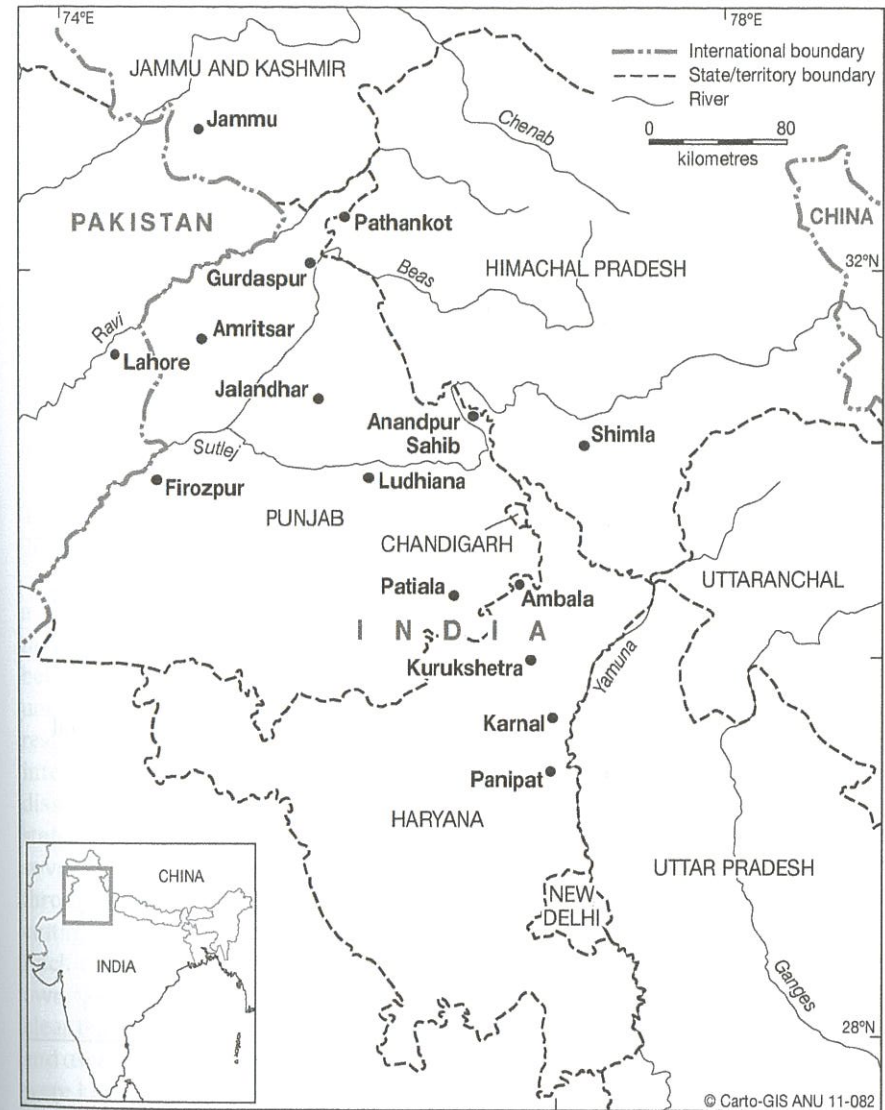 74°E
78°E
International boundary
State/territory boundary
River
0 80
kilometres
JAMMU AND KASHMIR
Jammu
Chenab
PAKISTAN
CHINA
Pathankot
Gurdaspur
HIMACHAL PRADESH
32°N
Beas
Ravi
Amritsar
Lahore
Jalandhar
Anandpur
Sahib
Shimla
Sutlej
Firozpur
Ludhiana
PUNJAB
CHANDIGARH
Patiala
Ambala
UTTARANCHAL
INDIA
Kurukshetra
Yamuna
Karnal
Panipat
HARYANA
UTTAR PRADESH
NEW
DELHI
CHINA
INDIA
Ganges
28°N
© Carto-GIS ANU 11-082